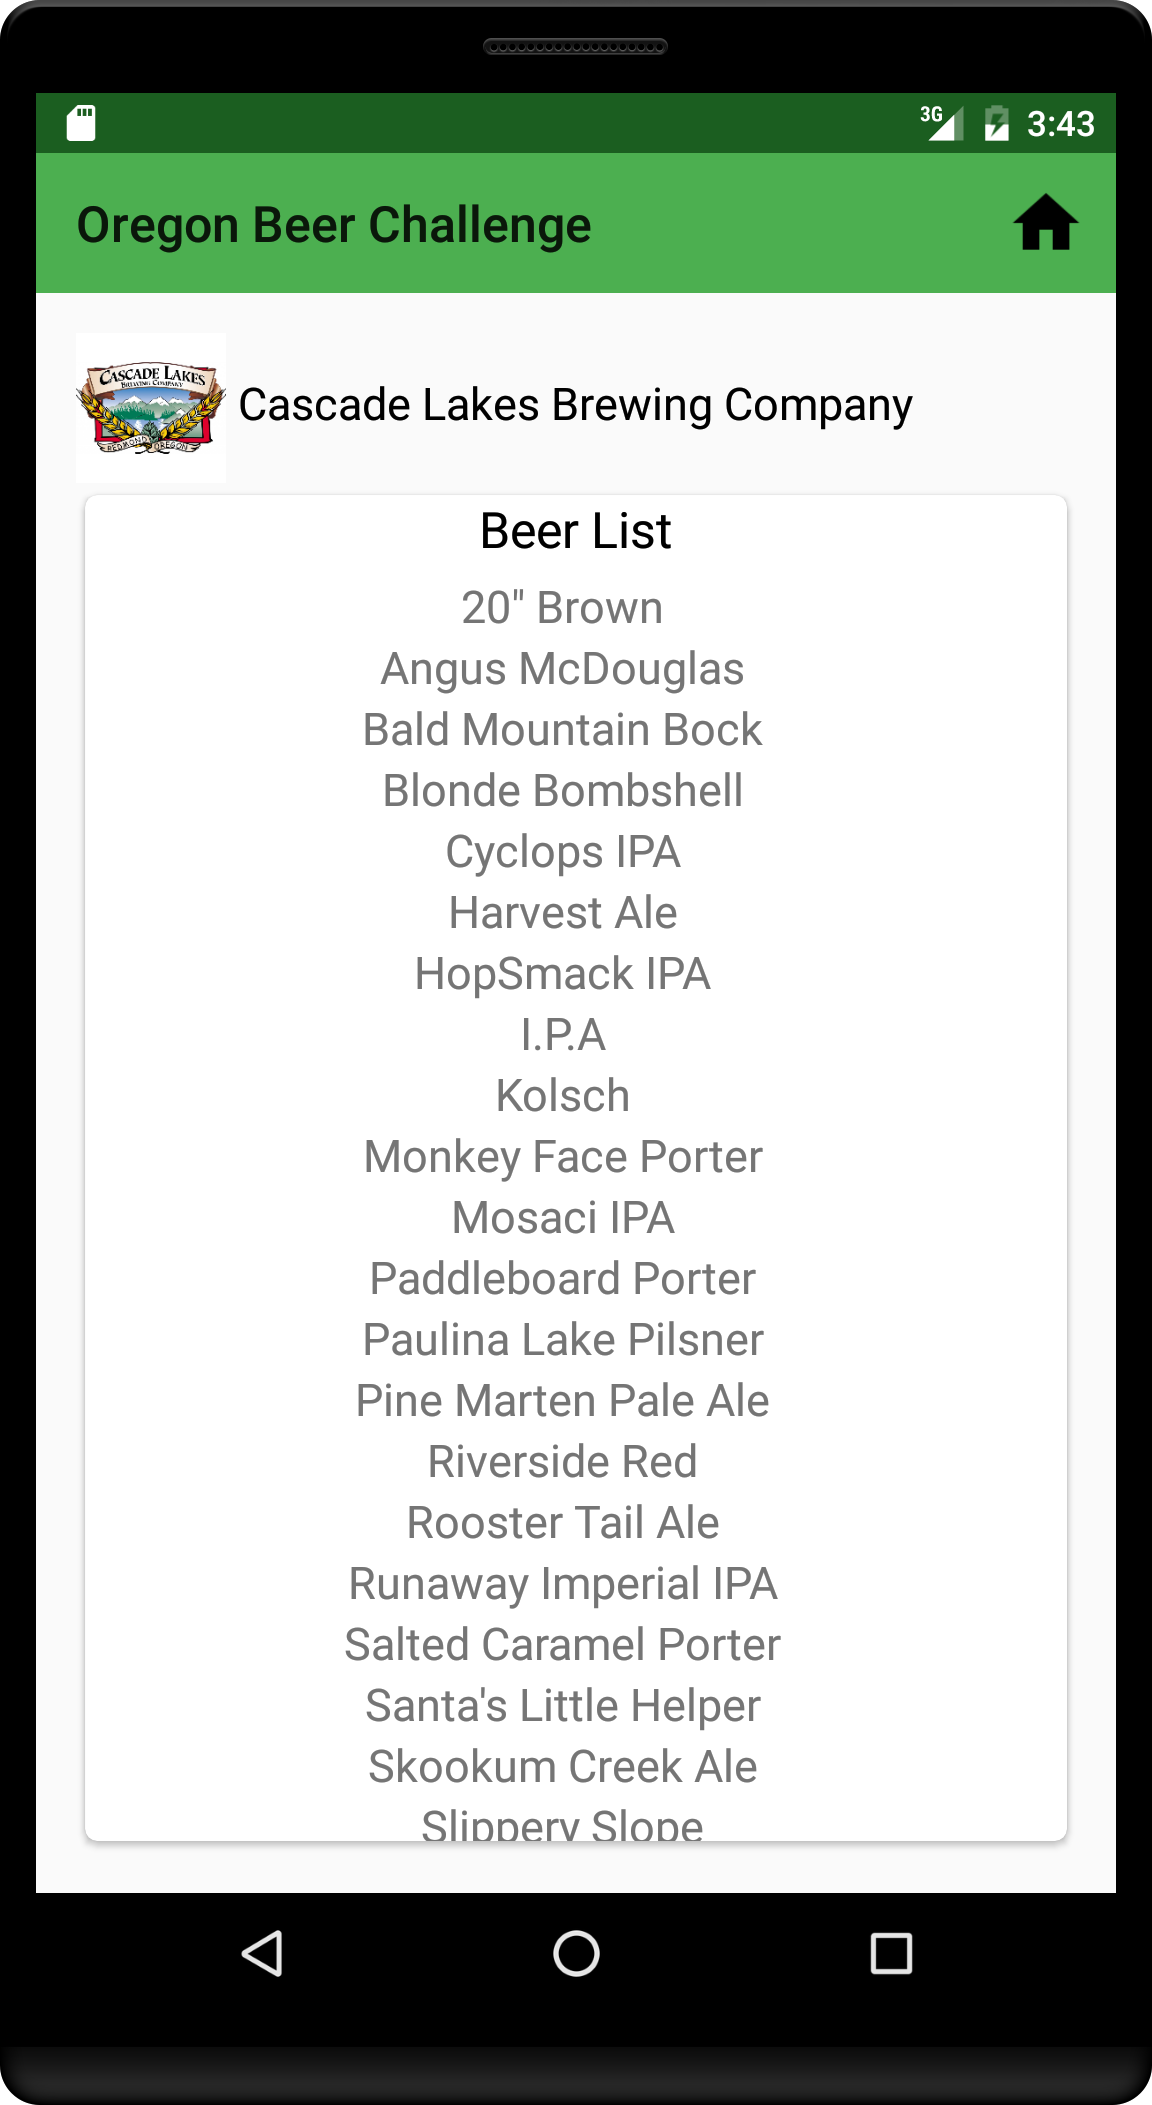 3G 3:43
Oregon Beer Challenge
CASCADE LAKES
BREWING COMPANY
REDMOND OREGON
Cascade Lakes Brewing Company
Beer List
20" Brown
Angus McDouglas
Bald Mountain Bock
Blonde Bombshell
Cyclops IPA
Harvest Ale
HopSmack IPA
I.P.A
Kolsch
Monkey Face Porter
Mosaci IPA
Paddleboard Porter
Paulina Lake Pilsner
Pine Marten Pale Ale
Riverside Red
Rooster Tail Ale
Runaway Imperial IPA
Salted Caramel Porter
Santa's Little Helper
Skookum Creek Ale
Slippery Slope